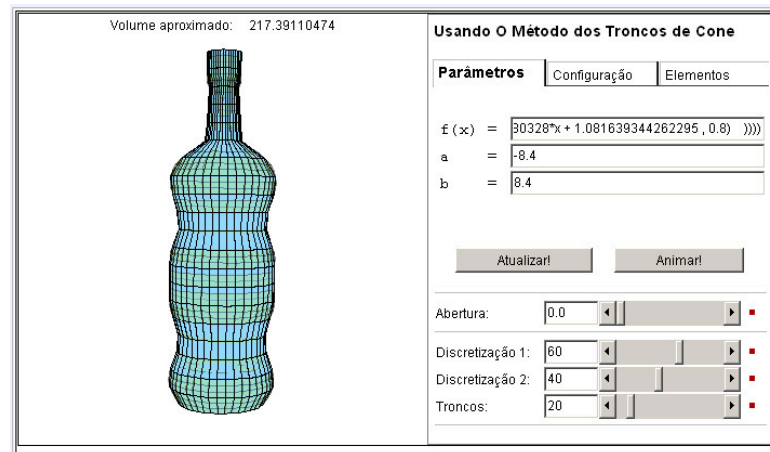 Volume aproximado: 217.39110474
Usando O Método dos Troncos de Cone
Parâmetros Configuração Elementos
f(x) = 30328*x + 1.081639344262295 , 0.8) ))))
a = -8.4
b = 8.4
Atualizar! Animar!
Abertura: 0.0
Discretização 1: 60
Discretização 2: 40
Troncos: 20